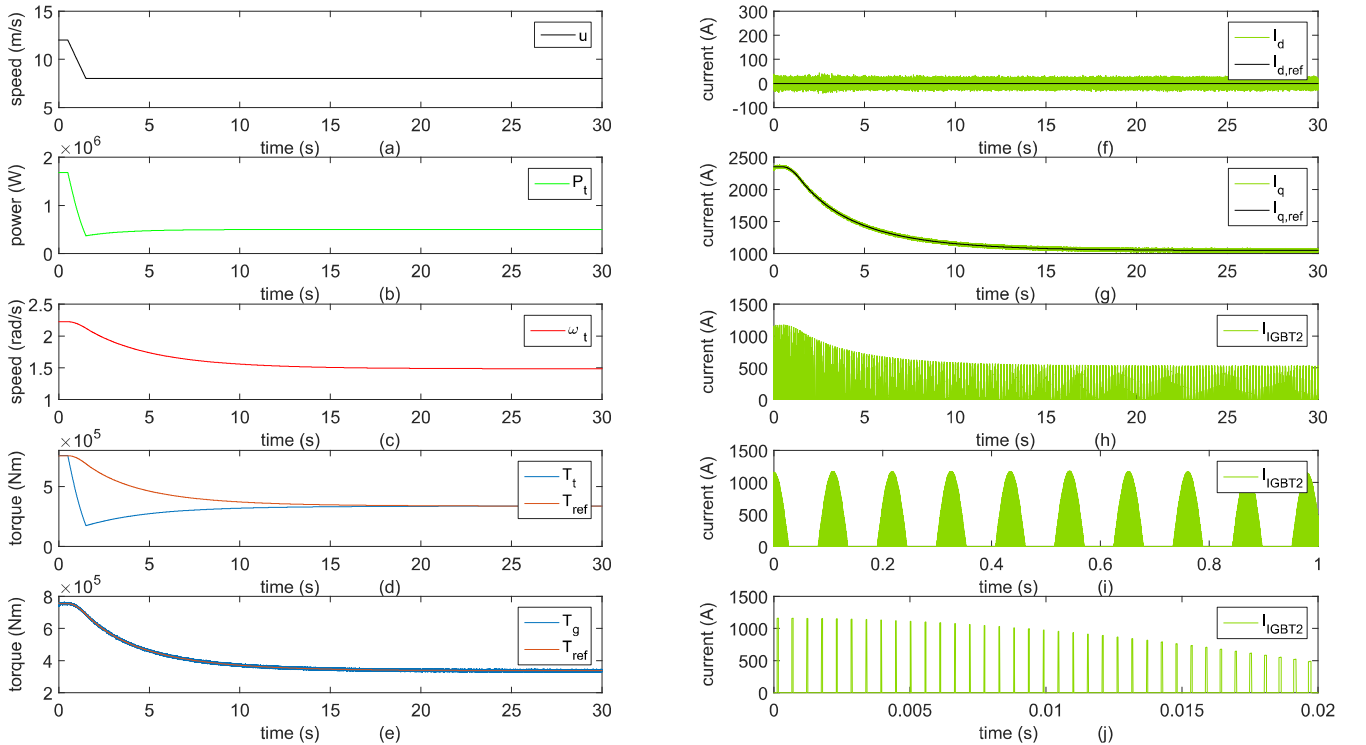 15
10
5
speed (m/s)
u
0 5 10 15 20 25 30
time (s) (a)
×10^6
2
1
0
power (W)
P_t
0 5 10 15 20 25 30
time (s) (b)
2.5
2
1.5
1
speed (rad/s)
ω_t
0 5 10 15 20 25 30
time (s) (c)
×10^5
5
0
torque (Nm)
T_t
T_ref
0 5 10 15 20 25 30
time (s) (d)
×10^5
8
6
4
2
torque (Nm)
T_g
T_ref
0 5 10 15 20 25 30
time (s) (e)
300
200
100
0
-100
current (A)
I_d
I_d,ref
0 5 10 15 20 25 30
time (s) (f)
2500
2000
1500
1000
current (A)
I_q
I_q,ref
0 5 10 15 20 25 30
time (s) (g)
1500
1000
500
0
current (A)
I_IGBT2
0 5 10 15 20 25 30
time (s) (h)
1500
1000
500
0
current (A)
I_IGBT2
0 0.2 0.4 0.6 0.8 1
time (s) (i)
1500
1000
500
0
current (A)
I_IGBT2
0 0.005 0.01 0.015 0.02
time (s) (j)